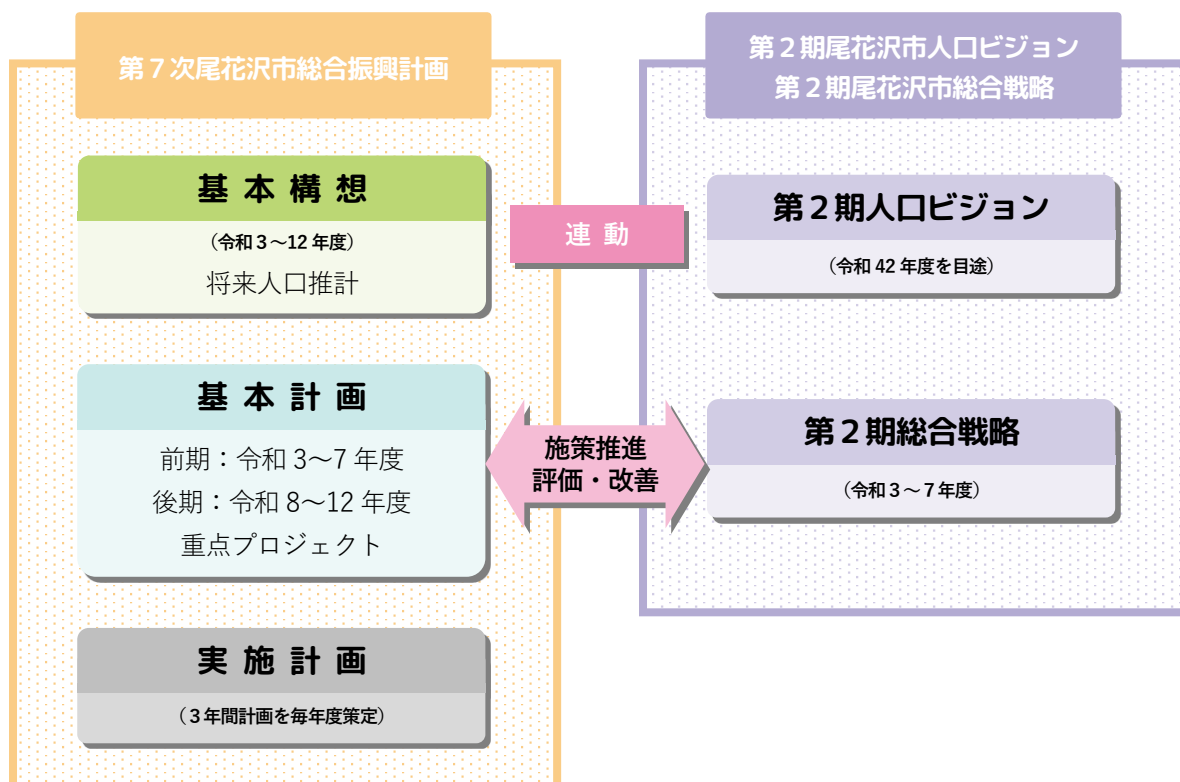 第７次尾花沢市総合振興計画
基本構想
（令和３～12 年度）
将来人口推計
基本計画
前期：令和 3～7 年度
後期：令和 8～12 年度
重点プロジェクト
実施計画
（３年間計画を毎年度策定）
連動
施策推進
評価・改善
第２期尾花沢市人口ビジョン
第２期尾花沢市総合戦略
第２期人口ビジョン
（令和 42 年度を目途）
第２期総合戦略
（令和３～７年度）